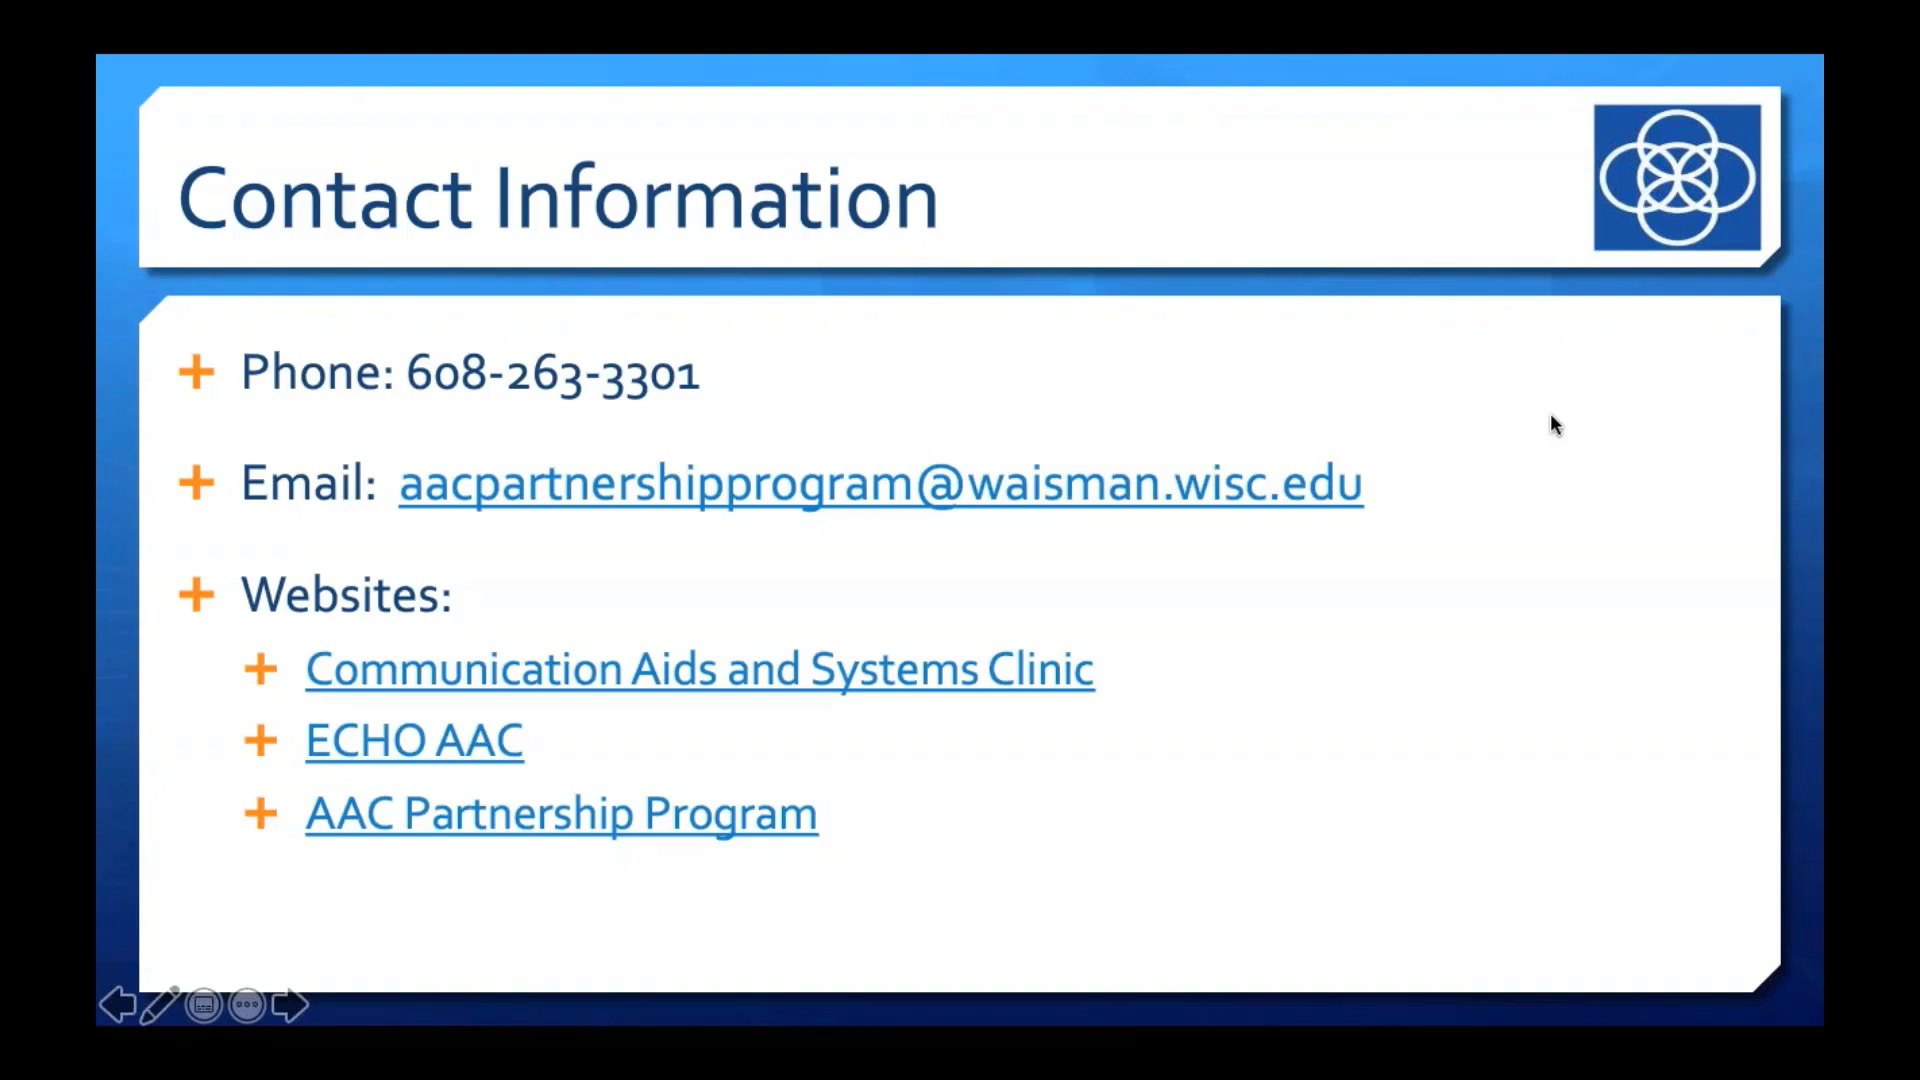 Contact Information
Phone: 608-263-3301
Email: aacpartnershipprogram@waisman.wisc.edu
Websites:
Communication Aids and Systems Clinic
ECHO AAC
AAC Partnership Program